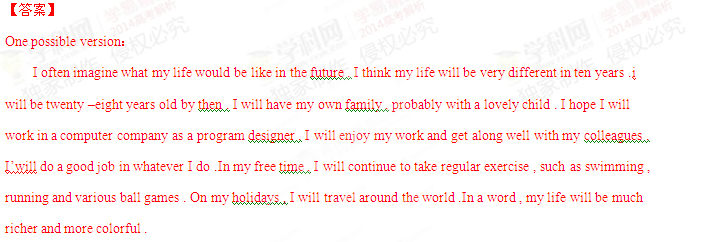 【答案】
One possible version:
I often imagine what my life would be like in the future . I think my life will be very different in ten years .i
will be twenty –eight years old by then . I will have my own family , probably with a lovely child . I hope I will
work in a computer company as a program designer . I will enjoy my work and get along well with my colleagues .
I'will do a good job in whatever I do .In my free time , I will continue to take regular exercise , such as swimming ,
running and various ball games . On my holidays , I will travel around the world .In a word , my life will be much
richer and more colorful .